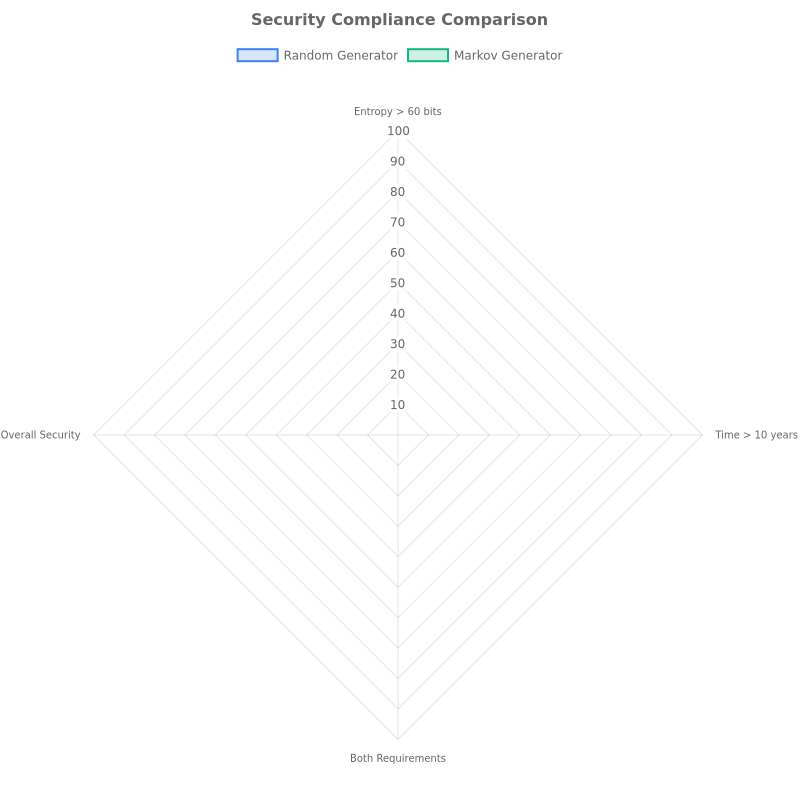 Security Compliance Comparison
Random Generator Markov Generator
Entropy > 60 bits
100
90
80
70
60
50
40
30
20
10
Overall Security Time > 10 years
Both Requirements